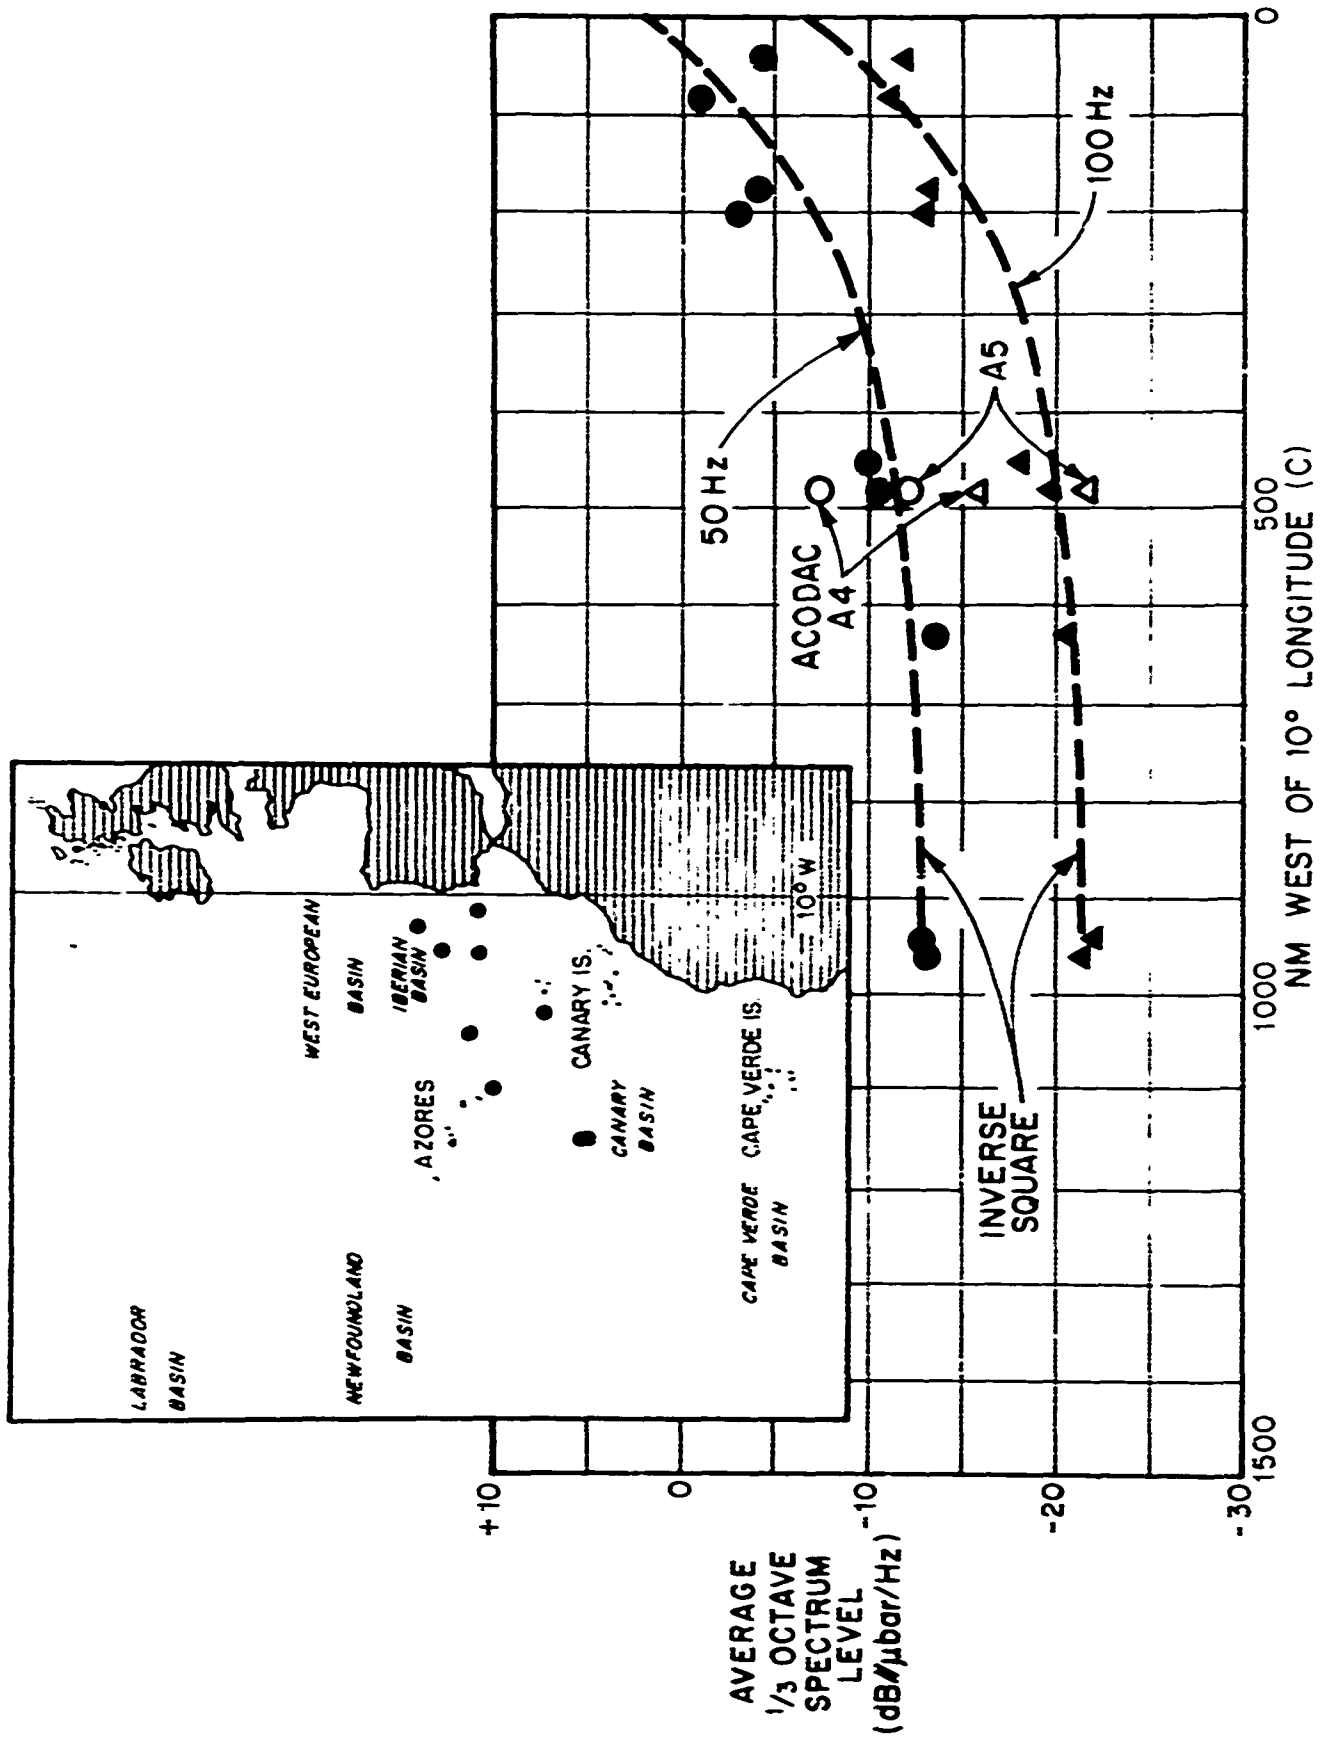 LABRADOR
BASIN
NEWFOUNDLAND
BASIN
WEST EUROPEAN
BASIN
IBERIAN
BASIN
AZORES
CANARY IS.
CANARY
BASIN
CAPE VERDE IS.
CAPE VERDE
BASIN
10° W
AVERAGE
1/3 OCTAVE
SPECTRUM
LEVEL
(dB//μbar/Hz)
+10
0
-10
-20
-30
50 Hz
ACODAC
A4
A5
100 Hz
INVERSE
SQUARE
1500
1000
500
0
NM WEST OF 10° LONGITUDE (C)